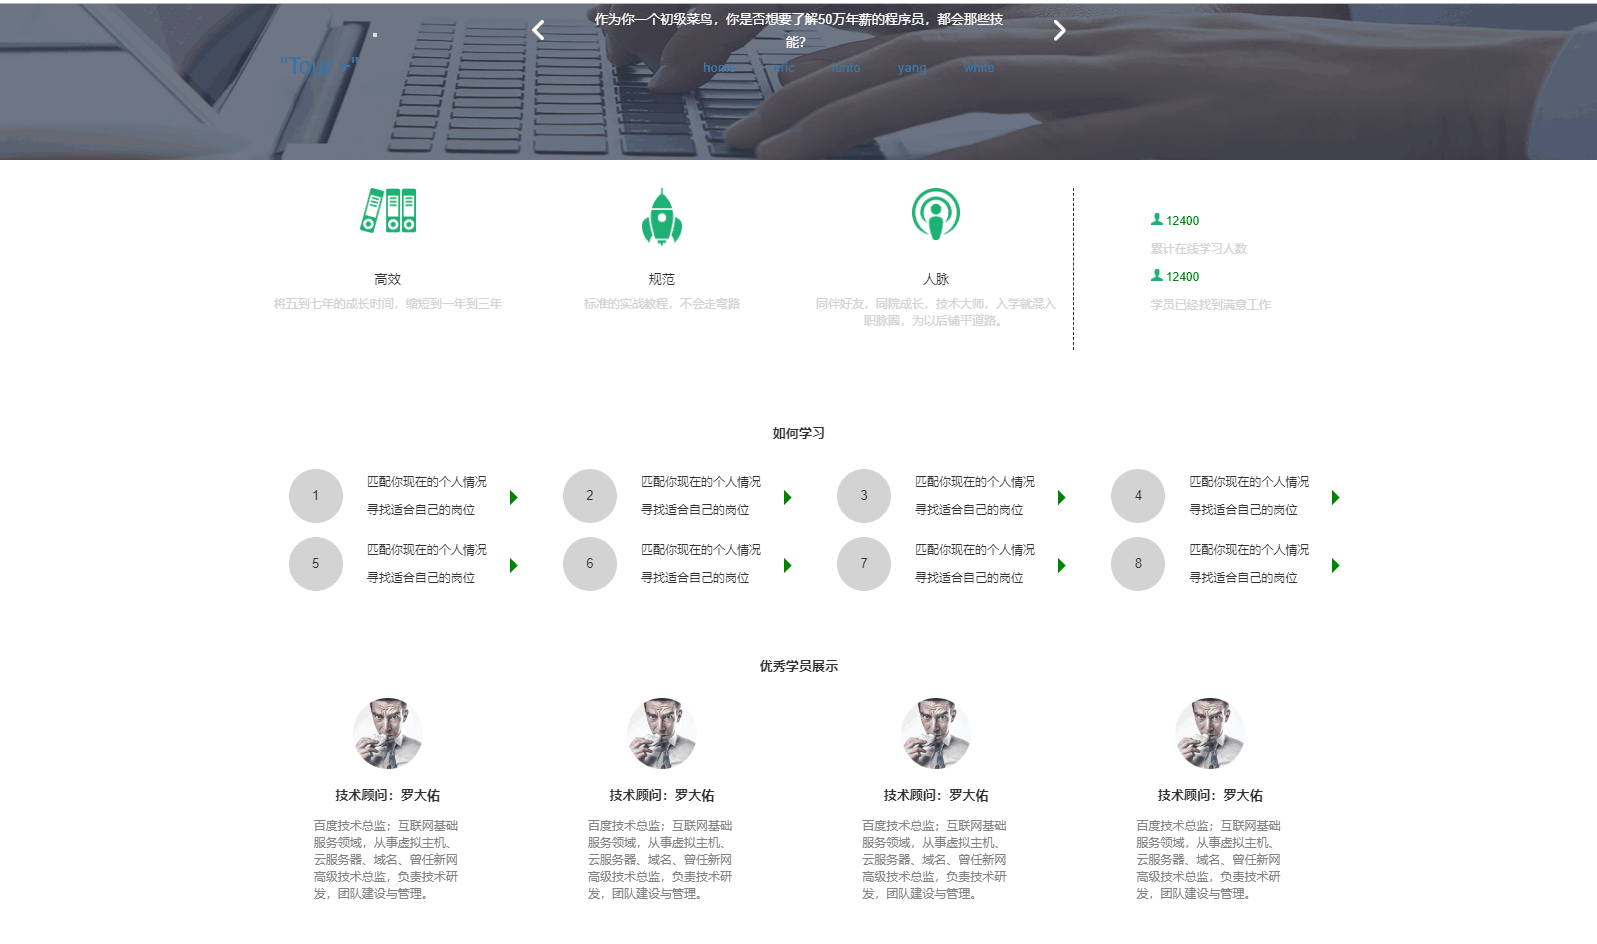 作为你一个初级菜鸟，你是否想要了解50万年薪的程序员，都会那些技
能？
home
yang
white
高效
规范
人脉
将五到七年的成长时间，缩短到一年到三年
标准的实战教程，不会走弯路
同伴好友，同院成长，技术大师，入学就混入
职脉圈，为以后铺平道路。
12400
累计在线学习人数
12400
学员已经找到满意工作
如何学习
1
匹配你现在的个人情况
寻找适合自己的岗位
2
匹配你现在的个人情况
寻找适合自己的岗位
3
匹配你现在的个人情况
寻找适合自己的岗位
4
匹配你现在的个人情况
寻找适合自己的岗位
5
匹配你现在的个人情况
寻找适合自己的岗位
6
匹配你现在的个人情况
寻找适合自己的岗位
7
匹配你现在的个人情况
寻找适合自己的岗位
8
匹配你现在的个人情况
寻找适合自己的岗位
优秀学员展示
技术顾问：罗大佑
百度技术总监；互联网基础
服务领域，从事虚拟主机、
云服务器、域名、曾任新网
高级技术总监，负责技术研
发，团队建设与管理。
技术顾问：罗大佑
百度技术总监；互联网基础
服务领域，从事虚拟主机、
云服务器、域名、曾任新网
高级技术总监，负责技术研
发，团队建设与管理。
技术顾问：罗大佑
百度技术总监；互联网基础
服务领域，从事虚拟主机、
云服务器、域名、曾任新网
高级技术总监，负责技术研
发，团队建设与管理。
技术顾问：罗大佑
百度技术总监；互联网基础
服务领域，从事虚拟主机、
云服务器、域名、曾任新网
高级技术总监，负责技术研
发，团队建设与管理。